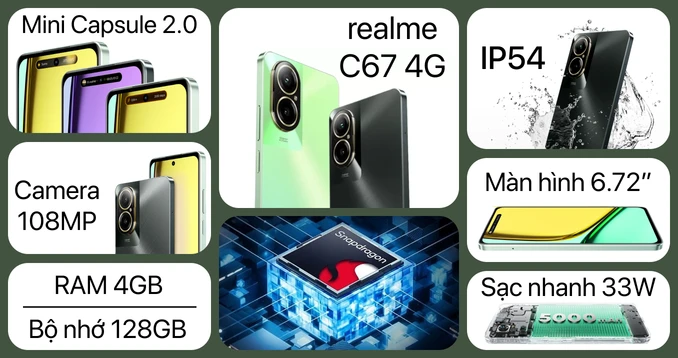 Mini Capsule 2.0
realme
C67 4G
IP54
Camera
108MP
Màn hình 6.72”
Snapdragon
RAM 4GB
Bộ nhớ 128GB
Sạc nhanh 33W
5000mAh